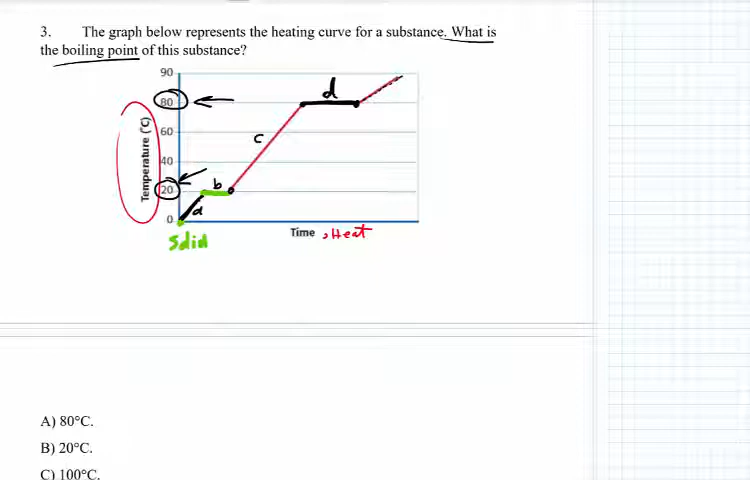 3. The graph below represents the heating curve for a substance. What is
the boiling point of this substance?
90
80
60
40
20
0
Temperature (°C)
a
b
c
d
Solid
Time , Heat
A) 80°C.
B) 20°C.
C) 100°C.